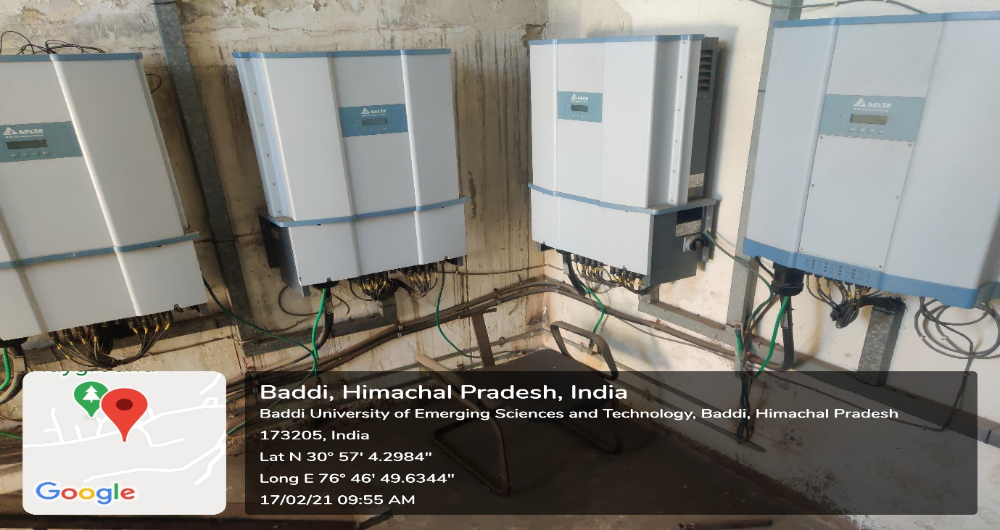 DELTA
DELTA
DELTA
DELTA
Baddi, Himachal Pradesh, India
Baddi University of Emerging Sciences and Technology, Baddi, Himachal Pradesh
173205, India
Lat N 30° 57' 4.2984"
Long E 76° 46' 49.6344"
17/02/21 09:55 AM
Google